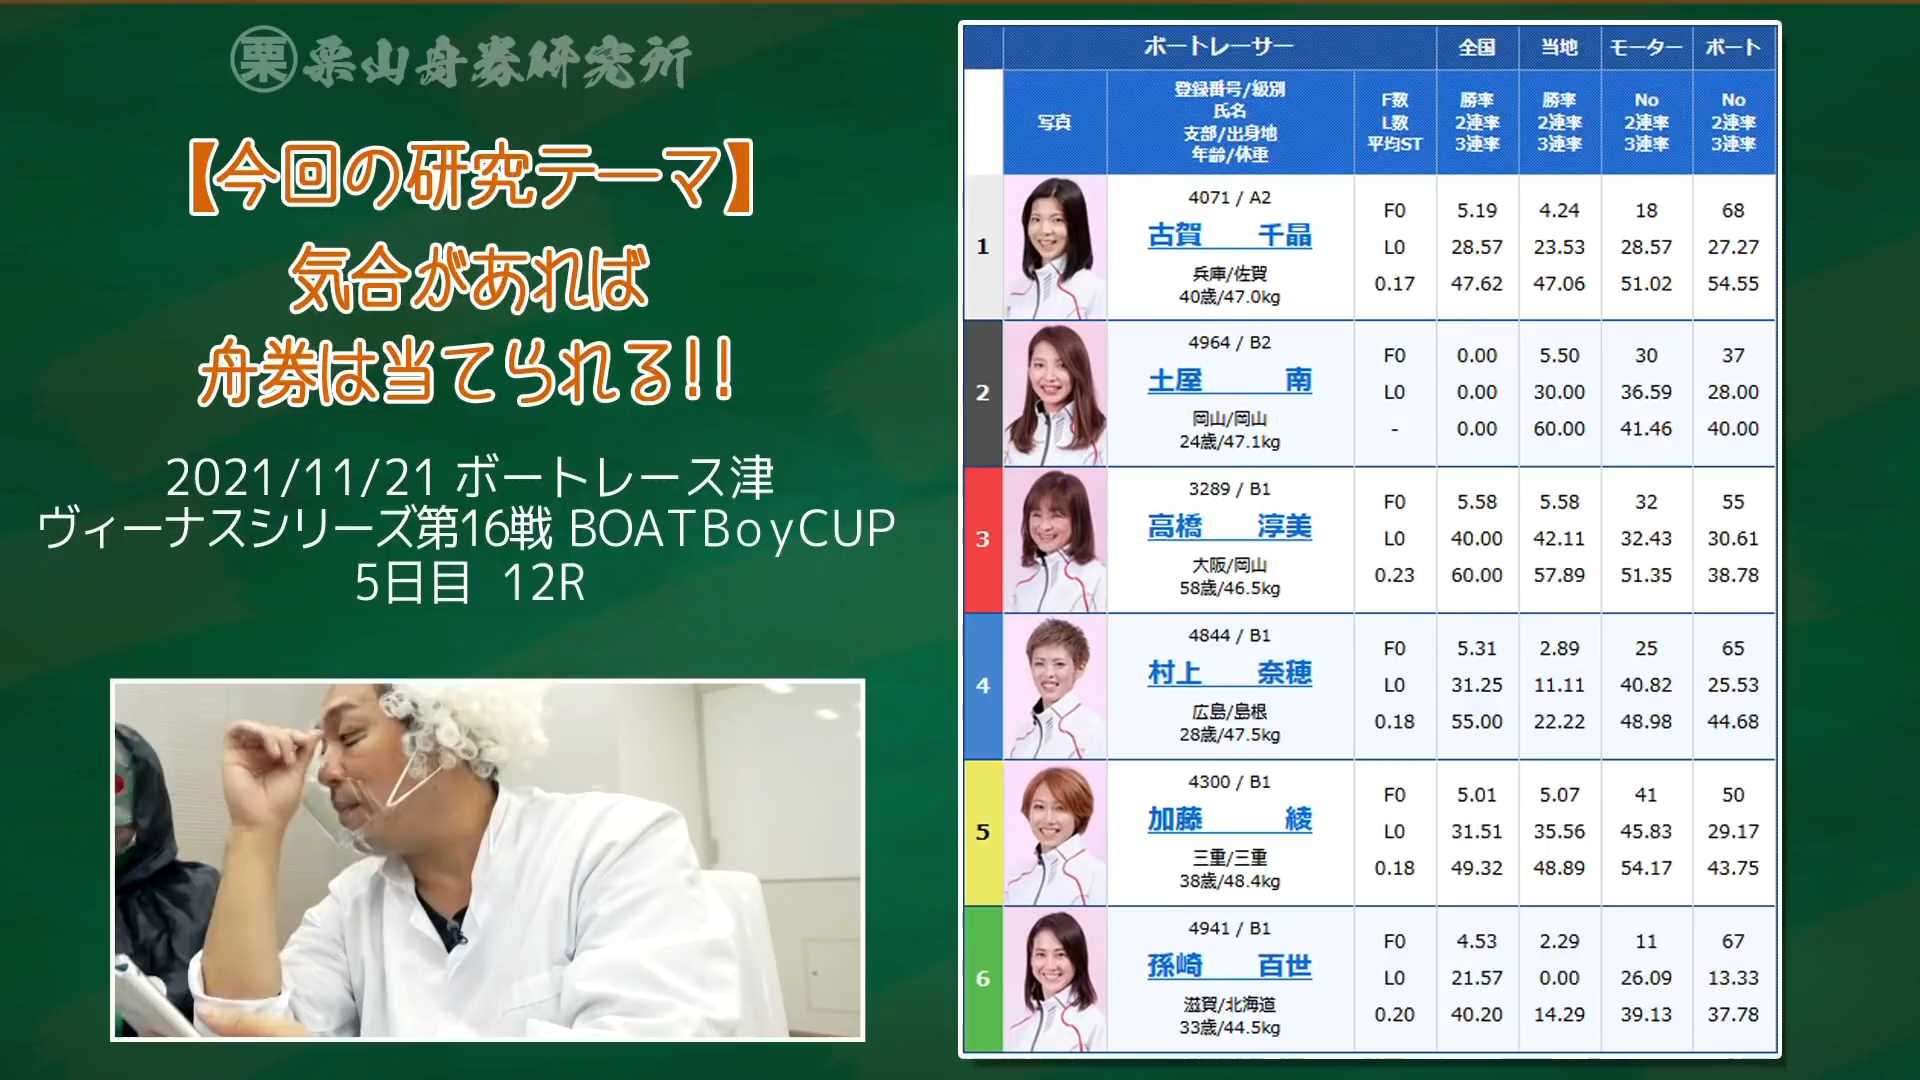 栗 栗山舟券研究所
【今回の研究テーマ】
気合があれば
舟券は当てられる!!
2021/11/21 ボートレース津
ヴィーナスシリーズ第16戦 BOATBoyCUP
5日目 12R
ボートレーサー 全国 当地 モーター ボート
写真 登録番号/級別 氏名 支部/出身地 年齢/体重 F数 L数 平均ST 勝率 2連率 3連率 勝率 2連率 3連率 No 2連率 3連率 No 2連率 3連率
1
4071 / A2
古賀 千晶
兵庫/佐賀
40歳/47.0kg
F0 5.19 4.24 18 68
L0 28.57 23.53 28.57 27.27
0.17 47.62 47.06 51.02 54.55
2
4964 / B2
土屋 南
岡山/岡山
24歳/47.1kg
F0 0.00 5.50 30 37
L0 0.00 30.00 36.59 28.00
- 0.00 60.00 41.46 40.00
3
3289 / B1
高橋 淳美
大阪/岡山
58歳/46.5kg
F0 5.58 5.58 32 55
L0 40.00 42.11 32.43 30.61
0.23 60.00 57.89 51.35 38.78
4
4844 / B1
村上 奈穂
広島/島根
28歳/47.5kg
F0 5.31 2.89 25 65
L0 31.25 11.11 40.82 25.53
0.18 55.00 22.22 48.98 44.68
5
4300 / B1
加藤 綾
三重/三重
38歳/48.4kg
F0 5.01 5.07 41 50
L0 31.51 35.56 45.83 29.17
0.18 49.32 48.89 54.17 43.75
6
4941 / B1
孫崎 百世
滋賀/北海道
33歳/44.5kg
F0 4.53 2.29 11 67
L0 21.57 0.00 26.09 13.33
0.20 40.20 14.29 39.13 37.78